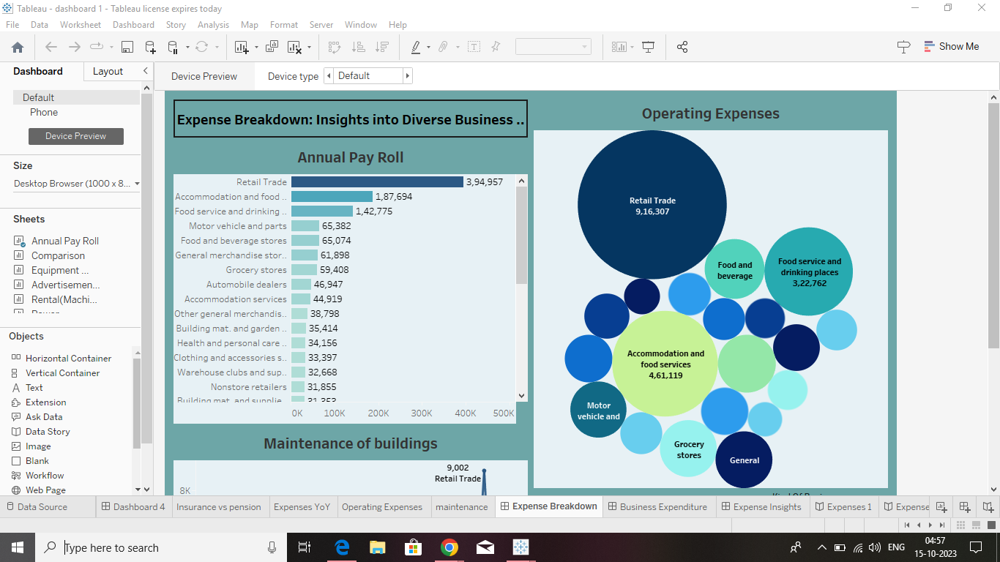 Tableau - dashboard 1 - Tableau license expires today
File Data Worksheet Dashboard Story Analysis Map Format Server Window Help
Show Me
Dashboard Layout
Device Preview Device type Default
Default
Phone
Device Preview
Size
Desktop Browser (1000 x 8...
Sheets
Annual Pay Roll
Comparison
Equipment ...
Advertisemen...
Rental(Machi...
Objects
Horizontal Container
Vertical Container
Text
Extension
Ask Data
Data Story
Image
Blank
Workflow
Web Page
Expense Breakdown: Insights into Diverse Business ..
Annual Pay Roll
Retail Trade 3,94,957
Accommodation and food .. 1,87,694
Food service and drinking .. 1,42,775
Motor vehicle and parts 65,382
Food and beverage stores 65,074
General merchandise stor.. 61,898
Grocery stores 59,408
Automobile dealers 46,947
Accommodation services 44,919
Other general merchandis.. 38,798
Building mat. and garden .. 35,414
Health and personal care .. 34,156
Clothing and accessories s.. 33,397
Warehouse clubs and sup.. 32,668
Nonstore retailers 31,855
Building mat. and supplie.. 31,353
0K 100K 200K 300K 400K 500K
Maintenance of buildings
9,002
Retail Trade
8K
Operating Expenses
Retail Trade
9,16,307
Food and
beverage
Food service and
drinking places
3,22,762
Accommodation and
food services
4,61,119
Motor
vehicle and
Grocery
stores
General
Data Source Dashboard 4 Insurance vs pension Expenses YoY Operating Expenses maintenance Expense Breakdown Business Expenditure Expense Insights Expenses 1 Expense
Type here to search
ENG
04:57
15-10-2023